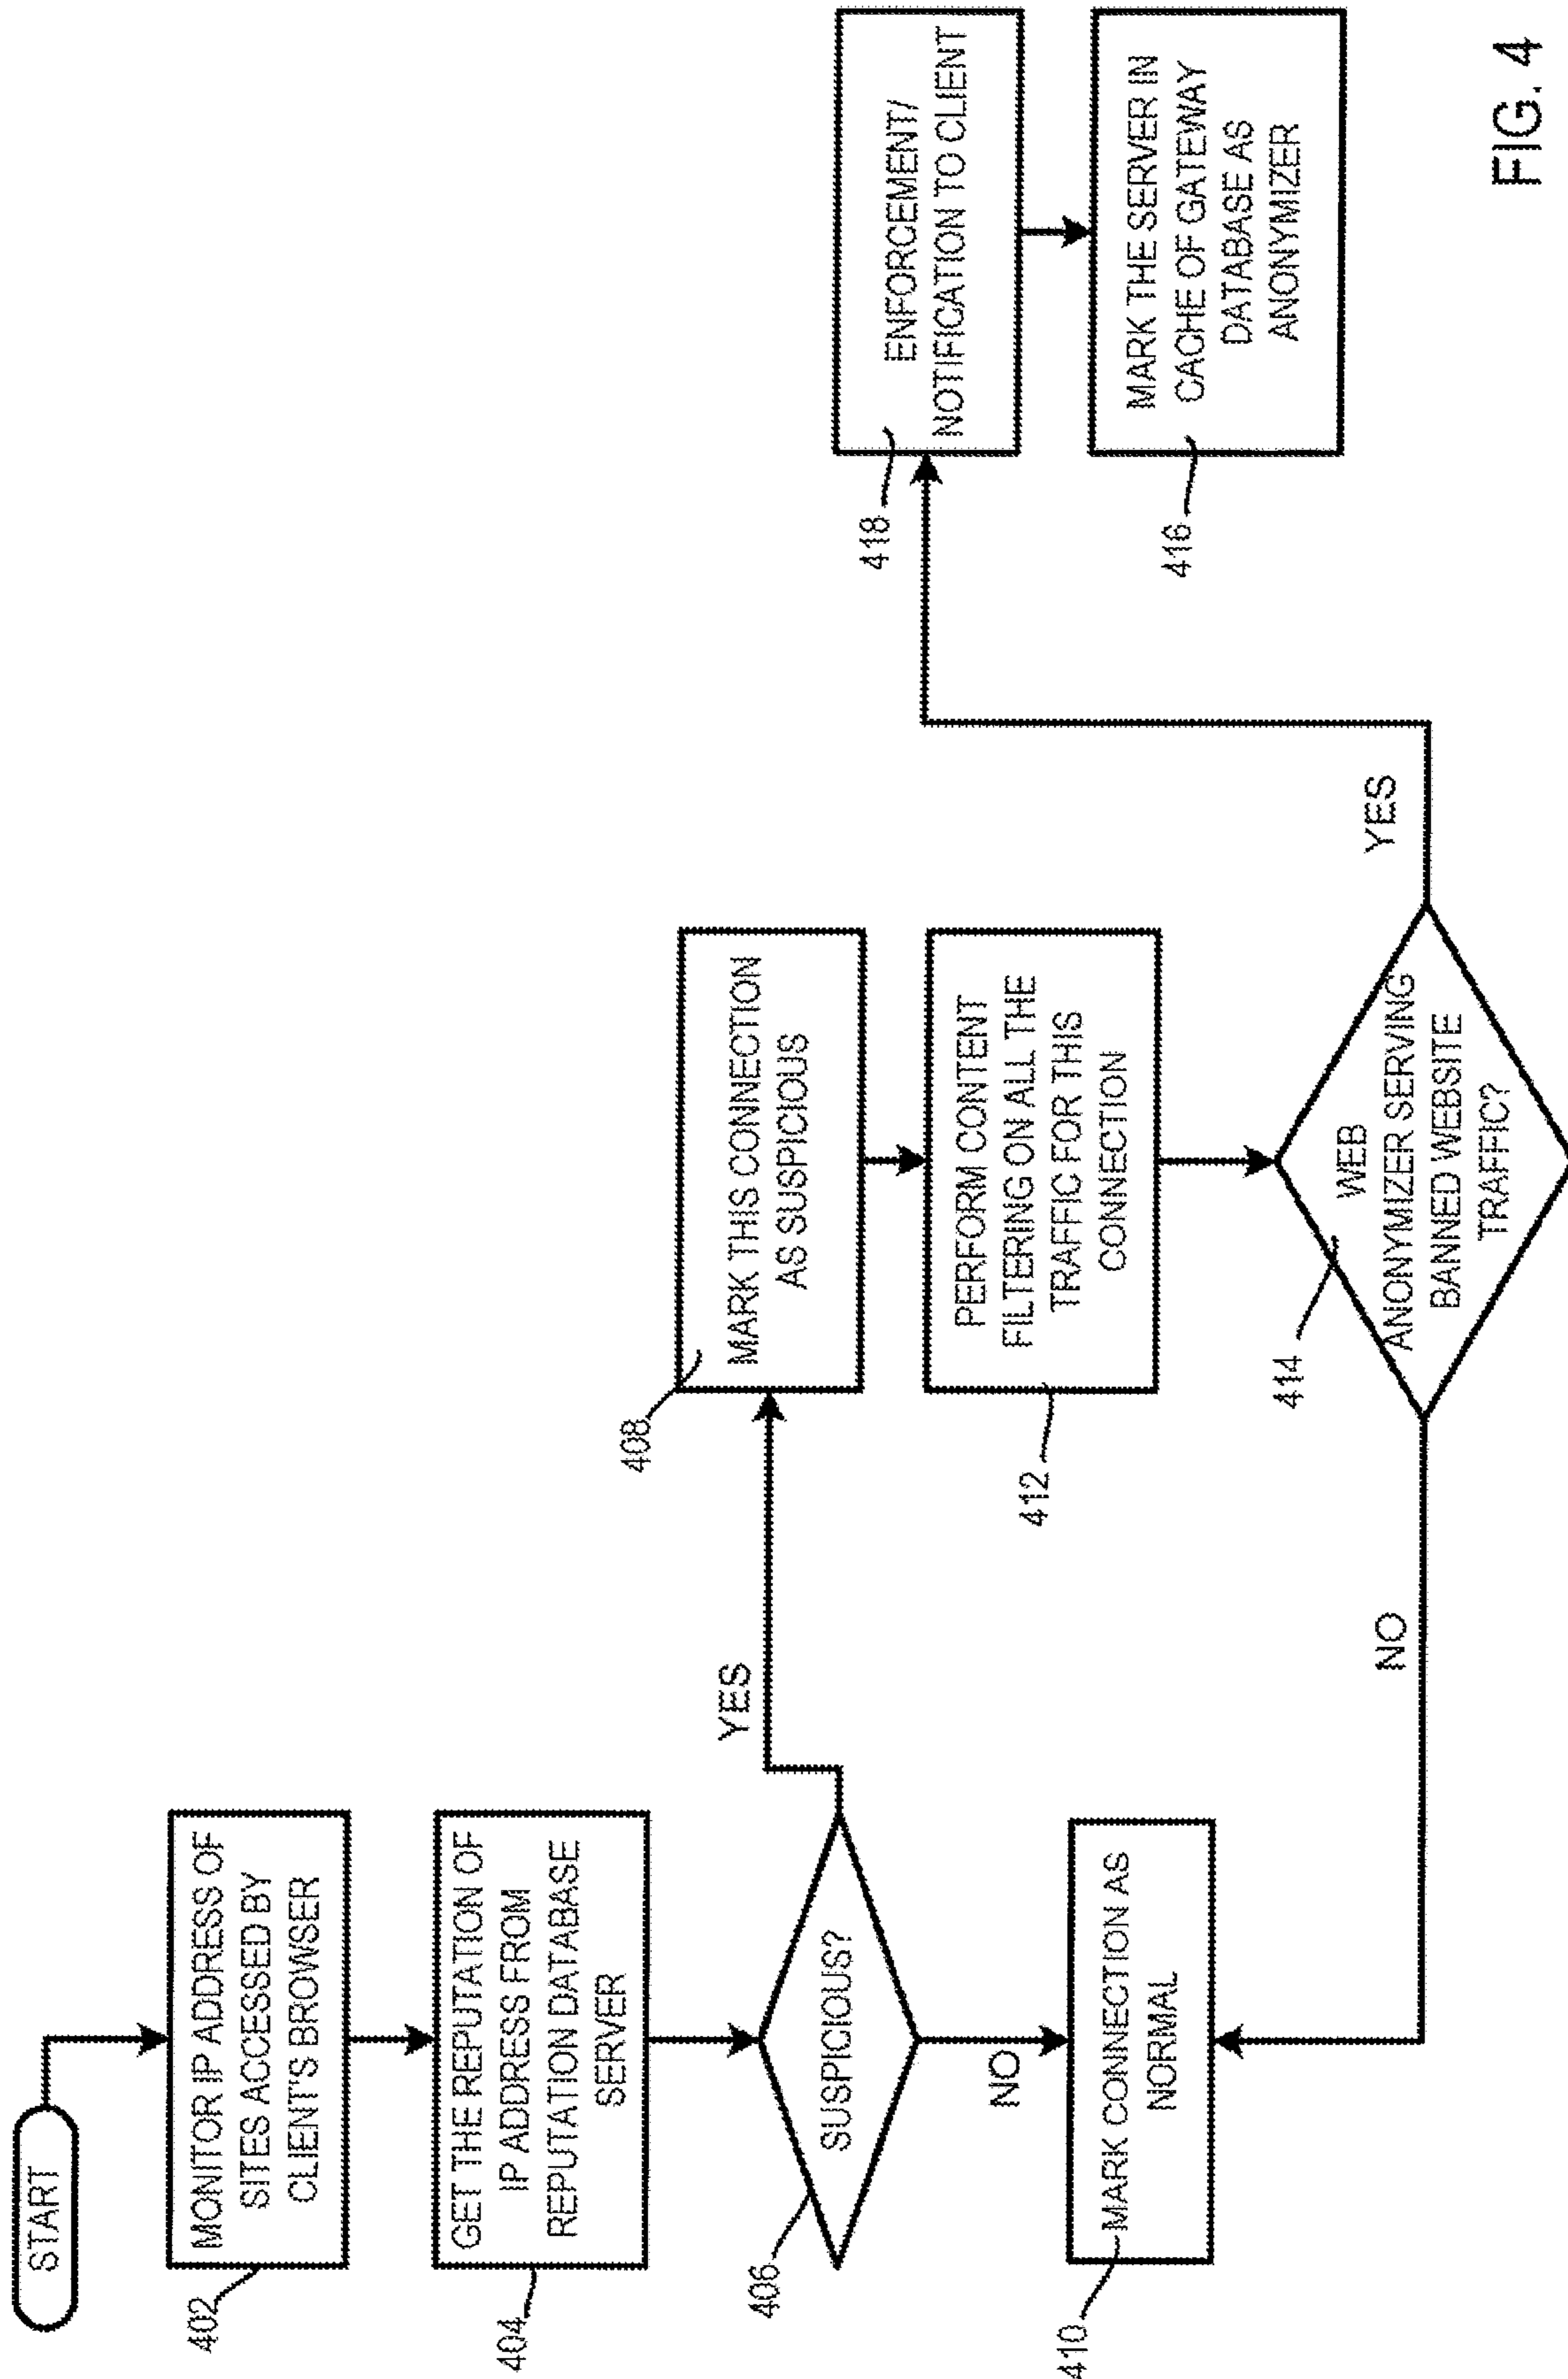 START
402
MONITOR IP ADDRESS OF
SITES ACCESSED BY
CLIENT'S BROWSER
404
GET THE REPUTATION OF
IP ADDRESS FROM
REPUTATION DATABASE
SERVER
406
SUSPICIOUS?
YES
NO
410
MARK CONNECTION AS
NORMAL
408
MARK THIS CONNECTION
AS SUSPICIOUS
412
PERFORM CONTENT
FILTERING ON ALL THE
TRAFFIC FOR THIS
CONNECTION
414
WEB
ANONYMIZER SERVING
BANNED WEBSITE
TRAFFIC?
NO
YES
418
ENFORCEMENT/
NOTIFICATION TO CLIENT
416
MARK THE SERVER IN
CACHE OF GATEWAY
DATABASE AS
ANONYMIZER
FIG. 4